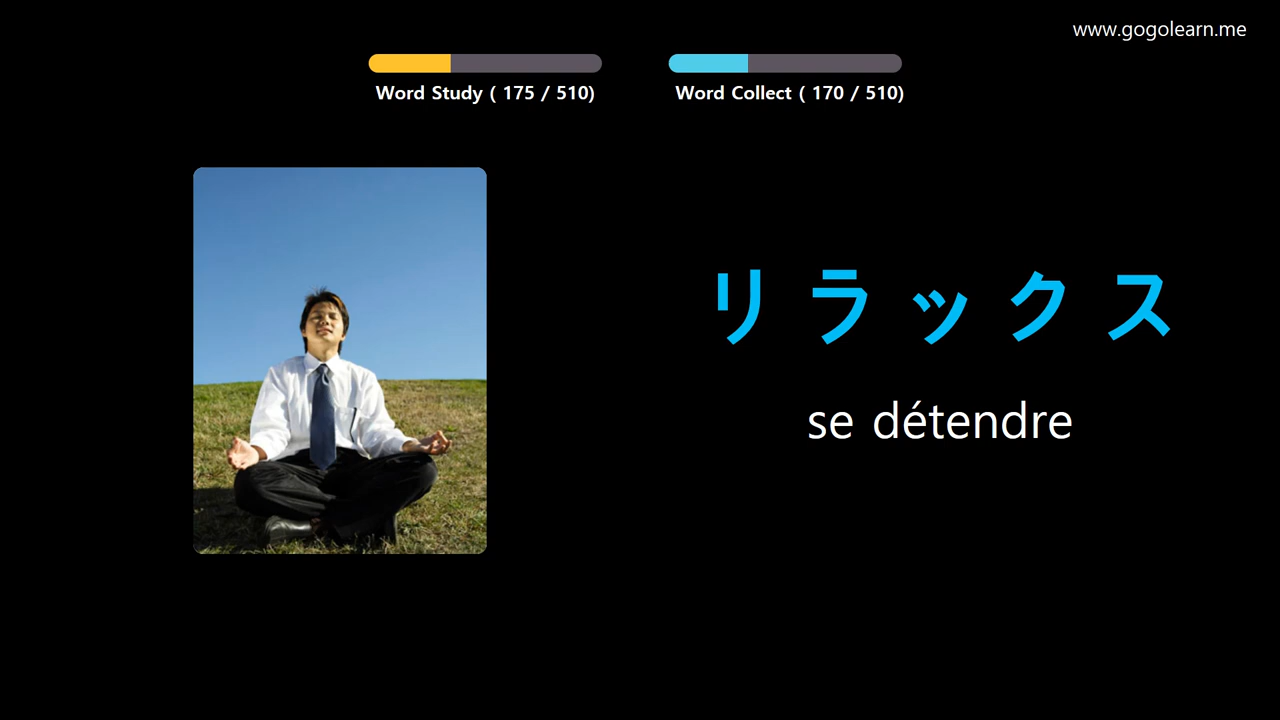 www.gogolearn.me
Word Study ( 175 / 510)
Word Collect ( 170 / 510)
リラックス
se détendre